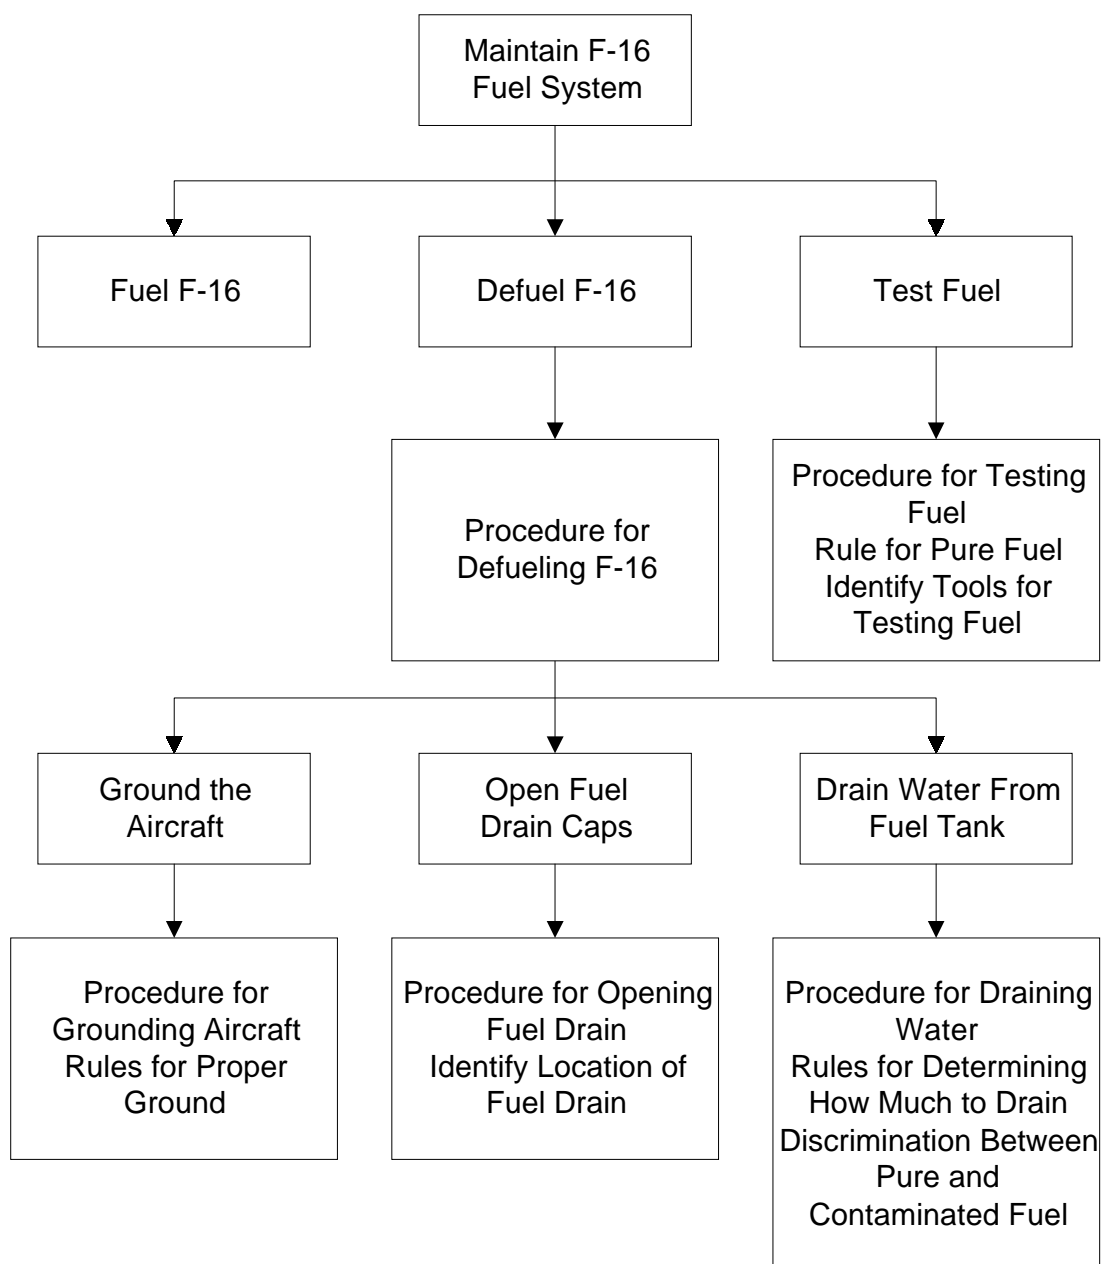 Maintain F-16
Fuel System
Fuel F-16
Defuel F-16
Test Fuel
Procedure for
Defueling F-16
Procedure for Testing
Fuel
Rule for Pure Fuel
Identify Tools for
Testing Fuel
Ground the
Aircraft
Open Fuel
Drain Caps
Drain Water From
Fuel Tank
Procedure for
Grounding Aircraft
Rules for Proper
Ground
Procedure for Opening
Fuel Drain
Identify Location of
Fuel Drain
Procedure for Draining
Water
Rules for Determining
How Much to Drain
Discrimination Between
Pure and
Contaminated Fuel